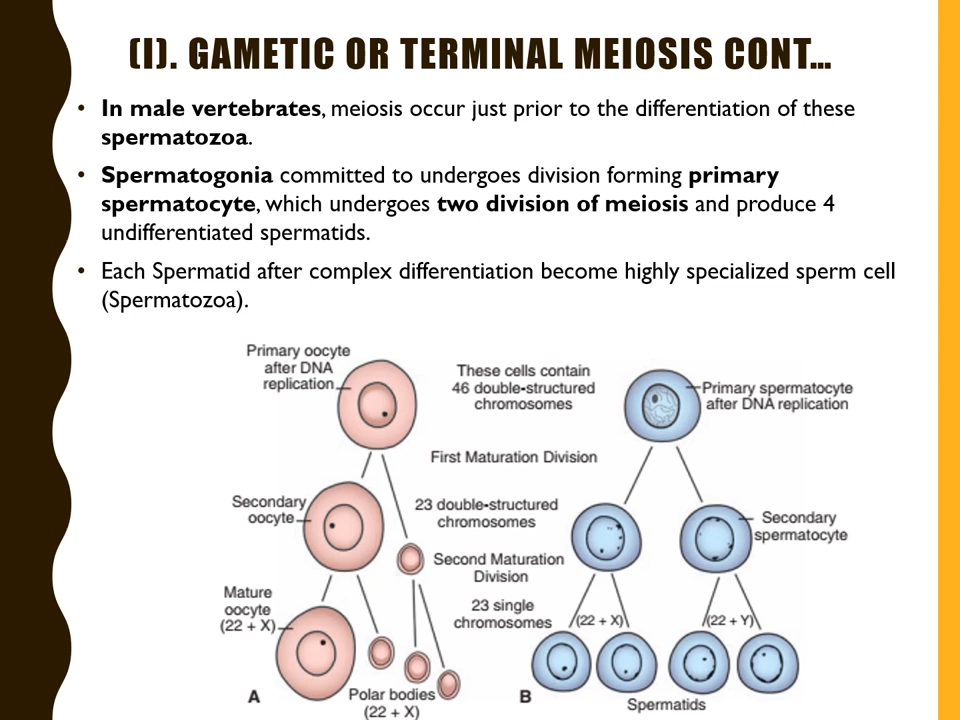 (I). GAMETIC OR TERMINAL MEIOSIS CONT...
• In male vertebrates, meiosis occur just prior to the differentiation of these
spermatozoa.
• Spermatogonia committed to undergoes division forming primary
spermatocyte, which undergoes two division of meiosis and produce 4
undifferentiated spermatids.
• Each Spermatid after complex differentiation become highly specialized sperm cell
(Spermatozoa).
Primary oocyte
after DNA
replication
These cells contain
46 double-structured
chromosomes
Primary spermatocyte
after DNA replication
First Maturation Division
Secondary
oocyte
23 double-structured
chromosomes
Secondary
spermatocyte
Second Maturation
Division
Mature
oocyte
(22 + X)
23 single
chromosomes
(22 + X)
(22 + Y)
A
Polar bodies
(22 + X)
B
Spermatids